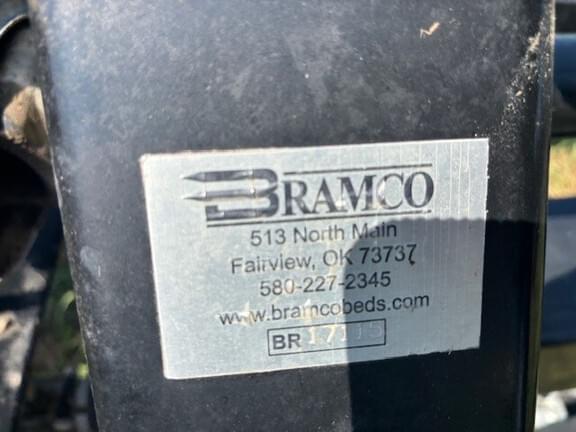 BRAMCO
513 North Main
Fairview, OK 73737
580-227-2345
www.bramcobeds.com
BR